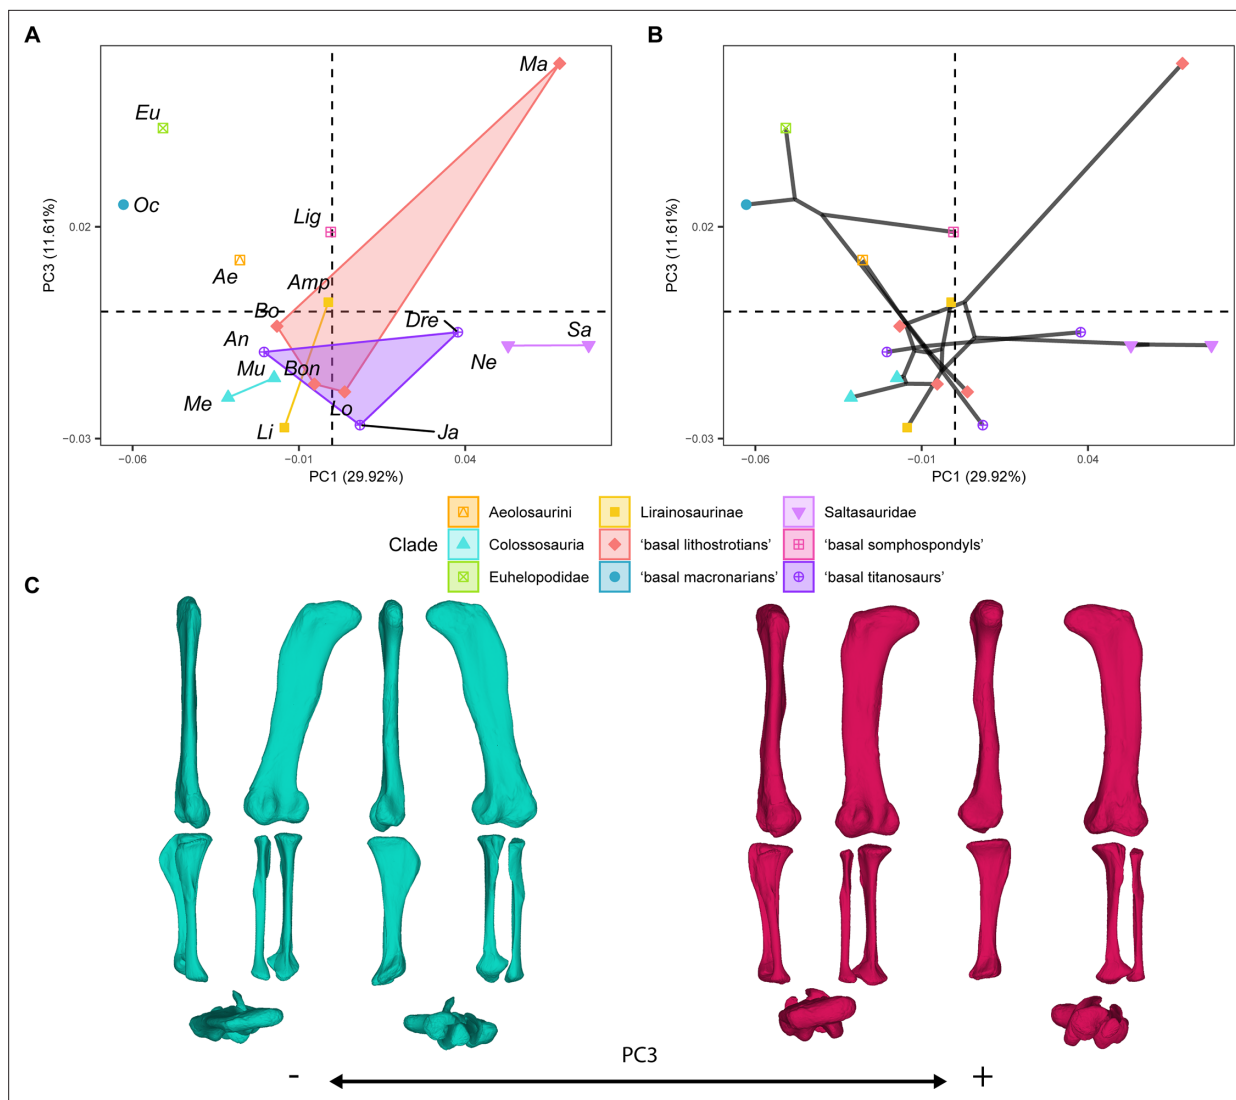 A
B
Ma
Eu
Oc
Lig
Ae
Amp
Bo
An
Dre
Sa
Ne
Mu
Bon
Me
Lo
Li
Ja
PC3 (11.61%)
0.02
−0.03
−0.06
−0.01
0.04
PC1 (29.92%)
PC3 (11.61%)
0.02
−0.03
−0.06
−0.01
0.04
PC1 (29.92%)
Clade
Aeolosaurini
Lirainosaurinae
Saltasauridae
Colossosauria
‘basal lithostrotians’
‘basal somphospondyls’
Euhelopodidae
‘basal macronarians’
‘basal titanosaurs’
C
PC3
- +